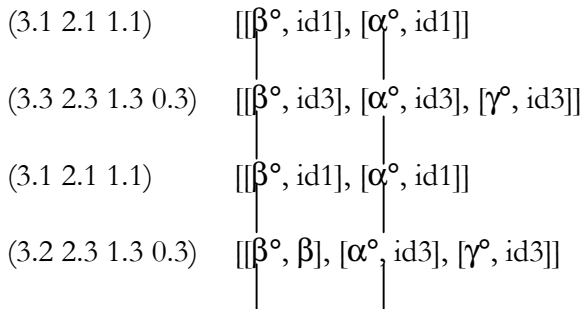 (3.1 2.1 1.1) [[β°, id1], [α°, id1]]
(3.3 2.3 1.3 0.3) [[β°, id3], [α°, id3], [γ°, id3]]
(3.1 2.1 1.1) [[β°, id1], [α°, id1]]
(3.2 2.3 1.3 0.3) [[β°, β], [α°, id3], [γ°, id3]]